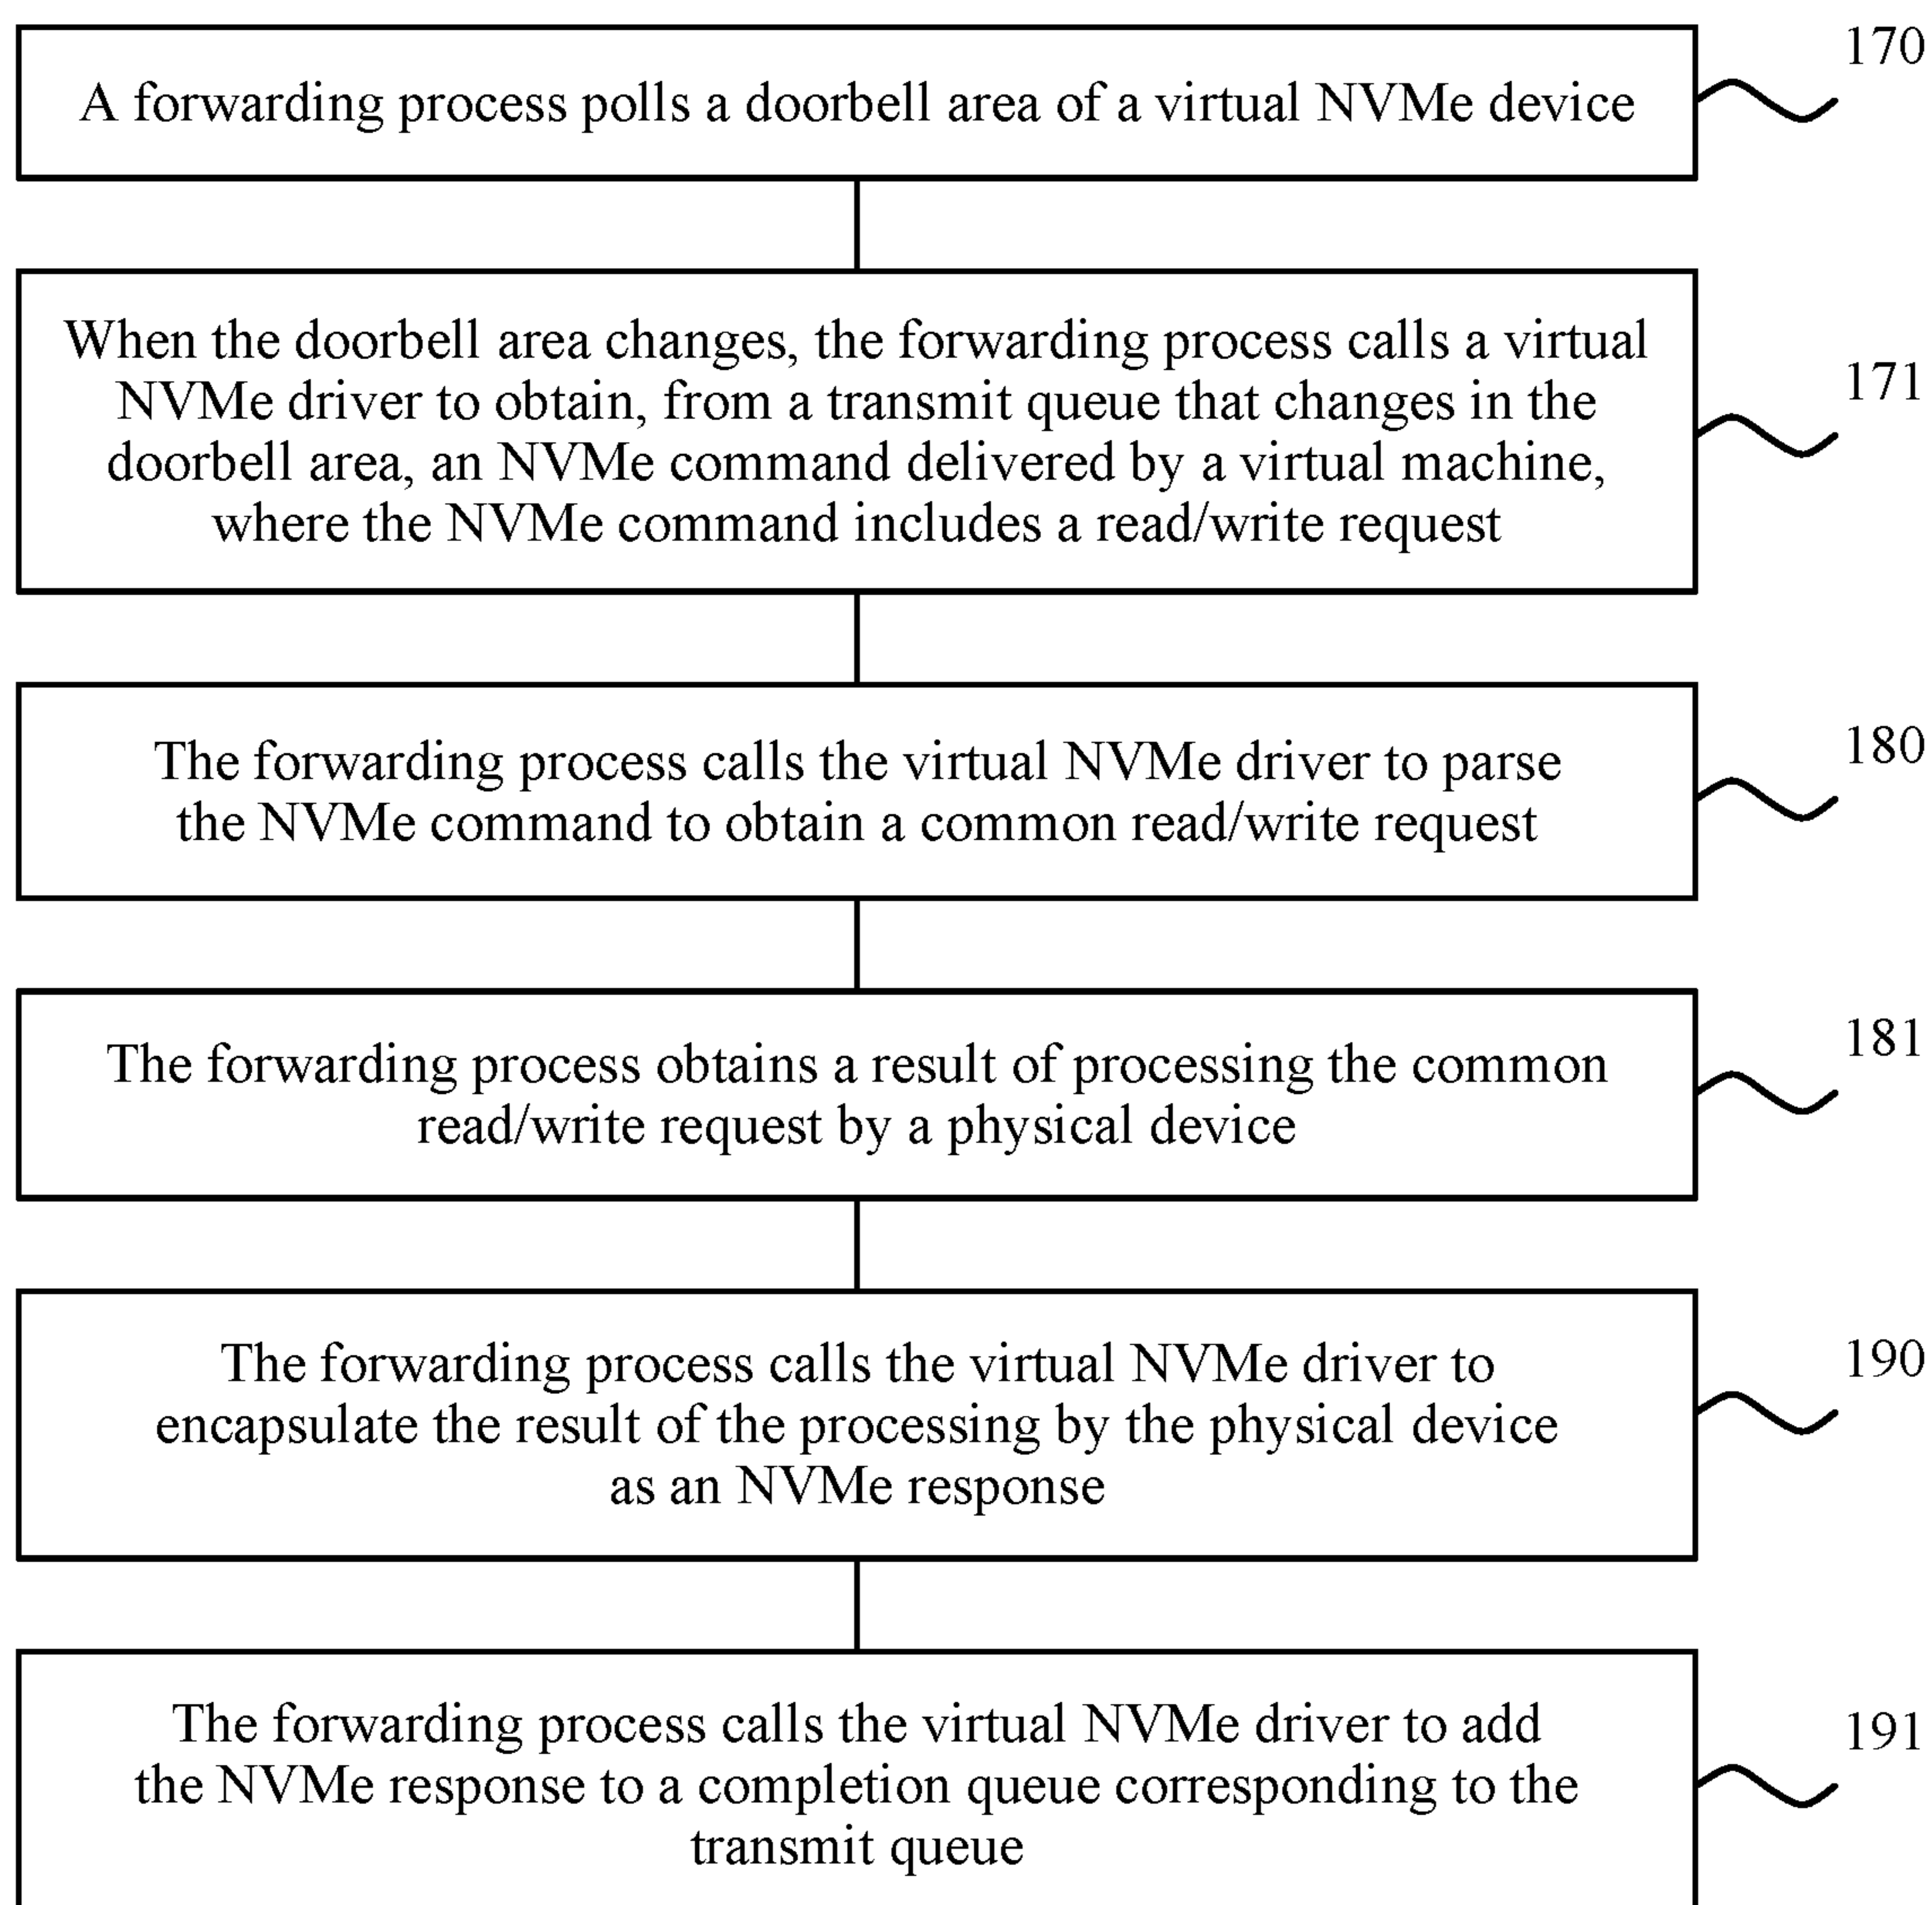 170
A forwarding process polls a doorbell area of a virtual NVMe device
When the doorbell area changes, the forwarding process calls a virtual
NVMe driver to obtain, from a transmit queue that changes in the
171
doorbell area, an NVMe command delivered by a virtual machine,
where the NVMe command includes a read/write request
180
The forwarding process calls the virtual NVMe driver to parse
the NVMe command to obtain a common read/write request
181
The forwarding process obtains a result of processing the common
read/write request by a physical device
190
The forwarding process calls the virtual NVMe driver to
encapsulate the result of the processing by the physical device
as an NVMe response
191
The forwarding process calls the virtual NVMe driver to add
the NVMe response to a completion queue corresponding to the
transmit queue